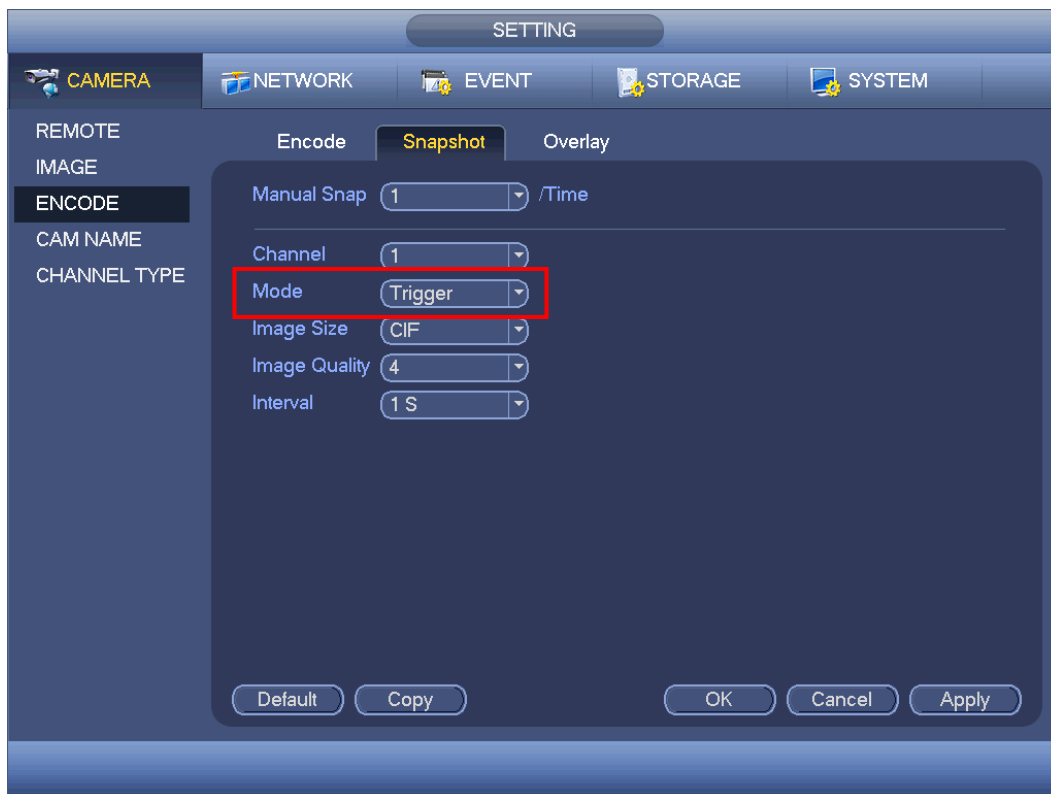 SETTING
CAMERA NETWORK EVENT STORAGE SYSTEM
REMOTE
IMAGE
ENCODE
CAM NAME
CHANNEL TYPE
Encode Snapshot Overlay
Manual Snap 1 /Time
Channel 1
Mode Trigger
Image Size CIF
Image Quality 4
Interval 1 S
Default Copy OK Cancel Apply